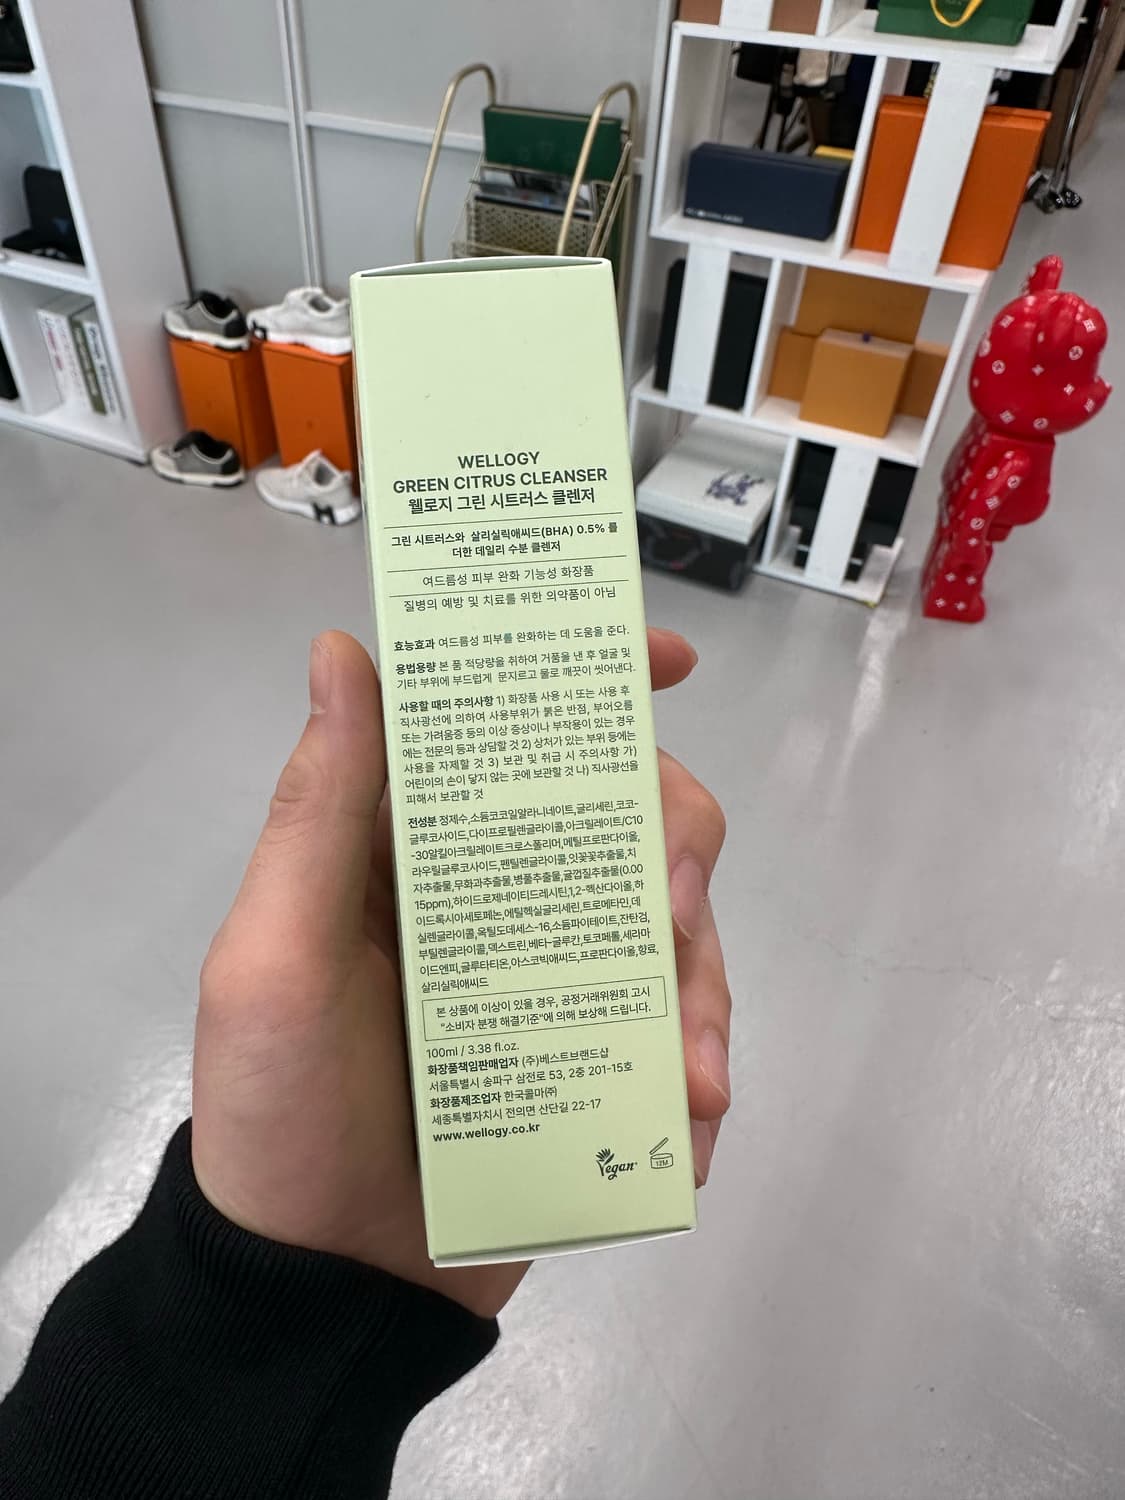 WELLOGY
GREEN CITRUS CLEANSER
웰로지 그린 시트러스 클렌저
그린 시트러스와 살리실릭애씨드(BHA) 0.5% 를
더한 데일리 수분 클렌저
여드름성 피부 완화 기능성 화장품
질병의 예방 및 치료를 위한 의약품이 아님
효능효과 여드름성 피부를 완화하는 데 도움을 준다.
용법용량 본 품 적당량을 취하여 거품을 낸 후 얼굴 및
기타 부위에 부드럽게 문지르고 물로 깨끗이 씻어낸다.
사용할 때의 주의사항 1) 화장품 사용 시 또는 사용 후
직사광선에 의하여 사용부위가 붉은 반점, 부어오름
또는 가려움증 등의 이상 증상이나 부작용이 있는 경우
에는 전문의 등과 상담할 것 2) 상처가 있는 부위 등에는
사용을 자제할 것 3) 보관 및 취급 시 주의사항 가)
어린이의 손이 닿지 않는 곳에 보관할 것 나) 직사광선을
피해서 보관할 것
전성분 정제수,소듐코코일알라니네이트,글리세린,코코-
글루코사이드,다이프로필렌글라이콜,아크릴레이트/C10
-30알킬아크릴레이트크로스폴리머,메틸프로판다이올,
라우릴글루코사이드,펜틸렌글라이콜,잇꽃꽃추출물,치
자추출물,무화과추출물,병풀추출물,귤껍질추출물(0.00
15ppm),하이드로제네이티드레시틴,1,2-헥산다이올,하
이드록시아세토페논,에틸헥실글리세린,트로메타민,데
실렌글라이콜,옥틸도데세스-16,소듐파이테이트,잔탄검,
부틸렌글라이콜,덱스트린,베타-글루칸,토코페롤,세라마
이드엔피,글루타티온,아스코빅애씨드,프로판다이올,향료,
살리실릭애씨드
본 상품에 이상이 있을 경우, 공정거래위원회 고시
"소비자 분쟁 해결기준"에 의해 보상해 드립니다.
100ml / 3.38 fl.oz.
화장품책임판매업자 (주)베스트브랜드샵
서울특별시 송파구 삼전로 53, 2층 201-15호
화장품제조업자 한국콜마㈜
세종특별자치시 전의면 산단길 22-17
www.wellogy.co.kr
Vegan
12M